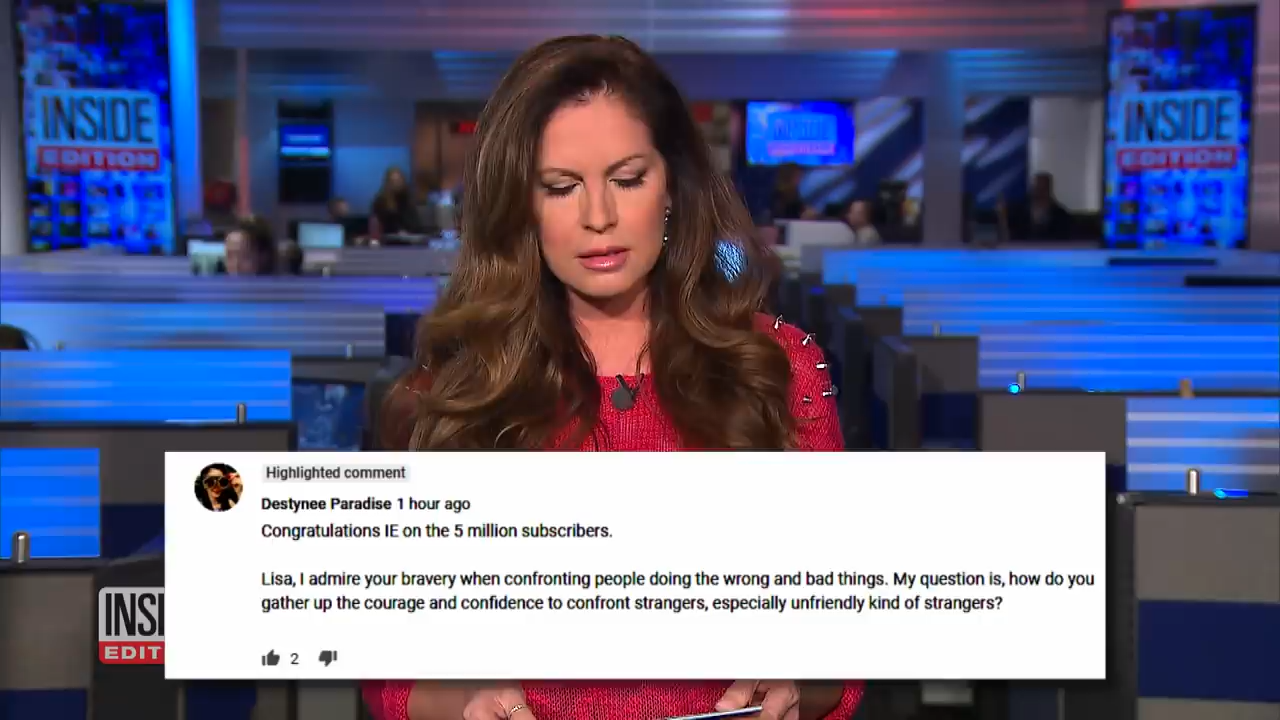 INSIDE
EDITION
INSIDE
INSIDE
EDITION
Highlighted comment
Destynee Paradise 1 hour ago
Congratulations IE on the 5 million subscribers.
Lisa, I admire your bravery when confronting people doing the wrong and bad things. My question is, how do you
gather up the courage and confidence to confront strangers, especially unfriendly kind of strangers?
2
INSI
EDIT